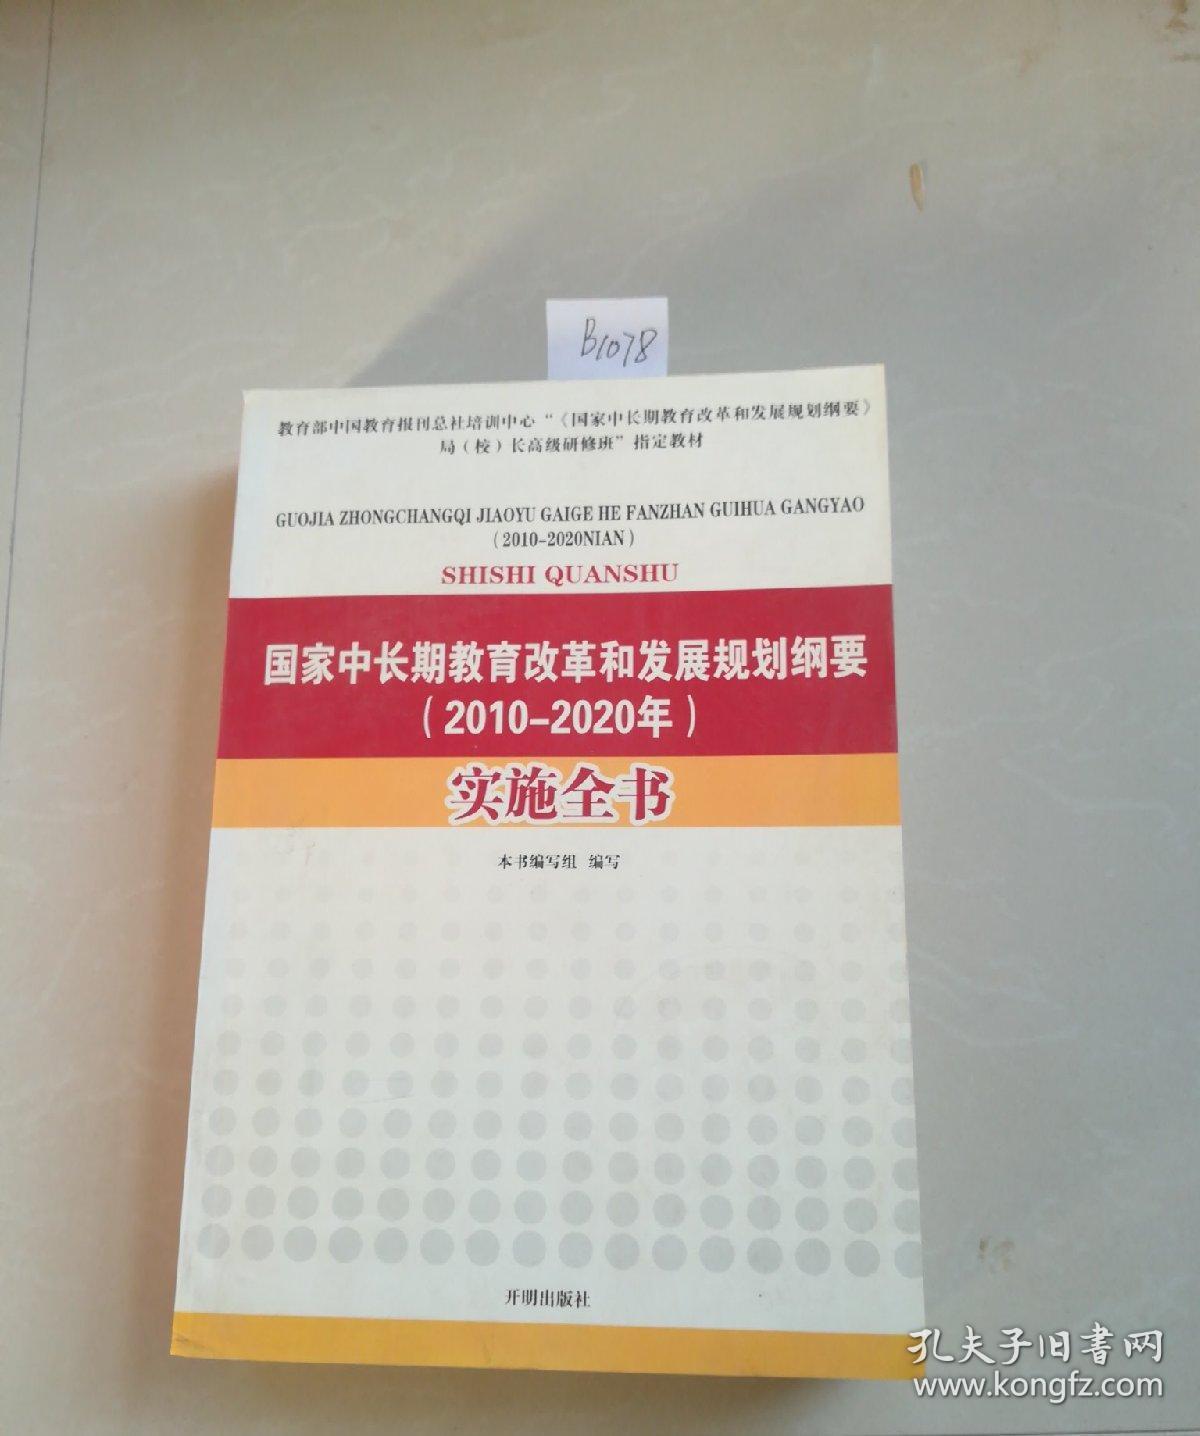 B1078
教育部中国教育报刊总社培训中心“《国家中长期教育改革和发展规划纲要》
局（校）长高级研修班”指定教材
GUOJIA ZHONGCHANGQI JIAOYU GAIGE HE FANZHAN GUIHUA GANGYAO
（2010-2020NIAN）
SHISHI QUANSHU
国家中长期教育改革和发展规划纲要
（2010-2020年）
实施全书
本书编写组 编写
开明出版社
孔夫子旧书网
www.kongfz.com